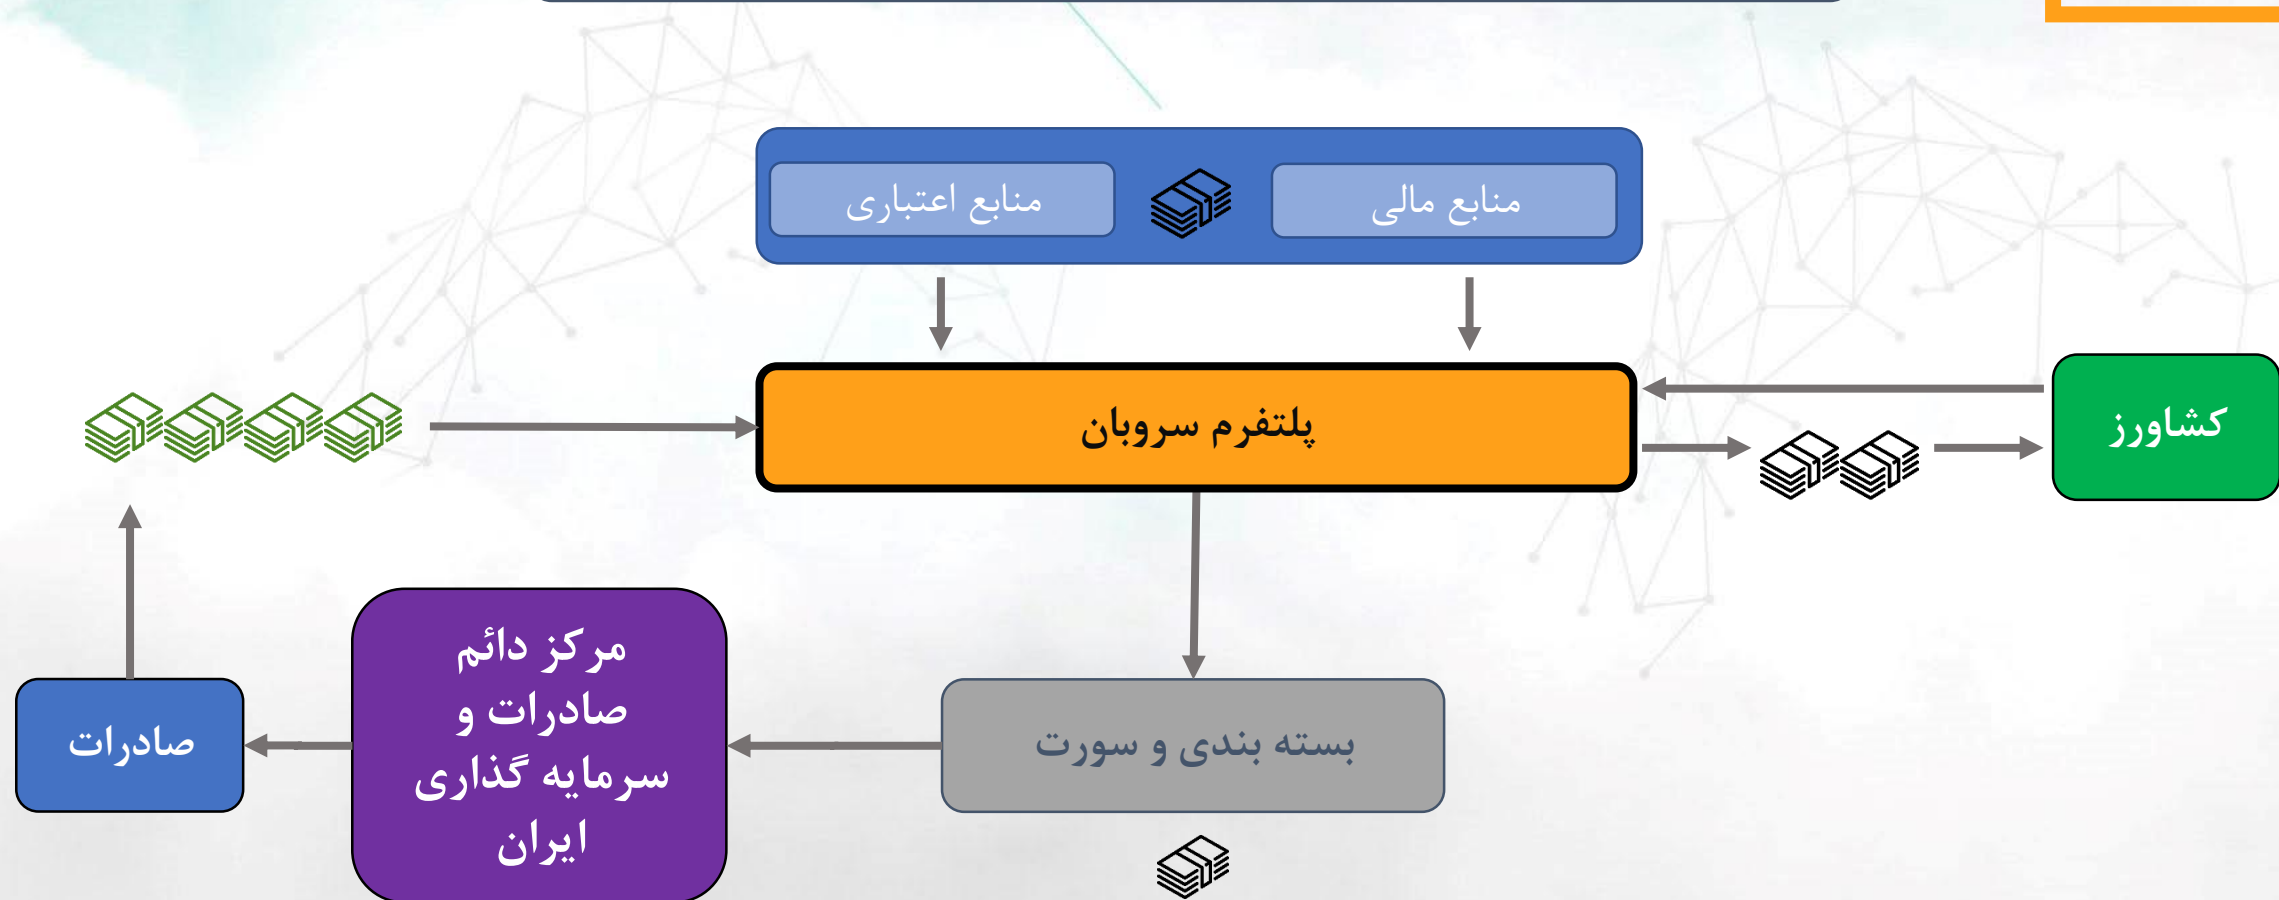 منابع مالی
منابع اعتباری
پلتفرم سروبان
کشاورز
بسته بندی و سورت
مرکز دائم
صادرات و
سرمایه گذاری
ایران
صادرات